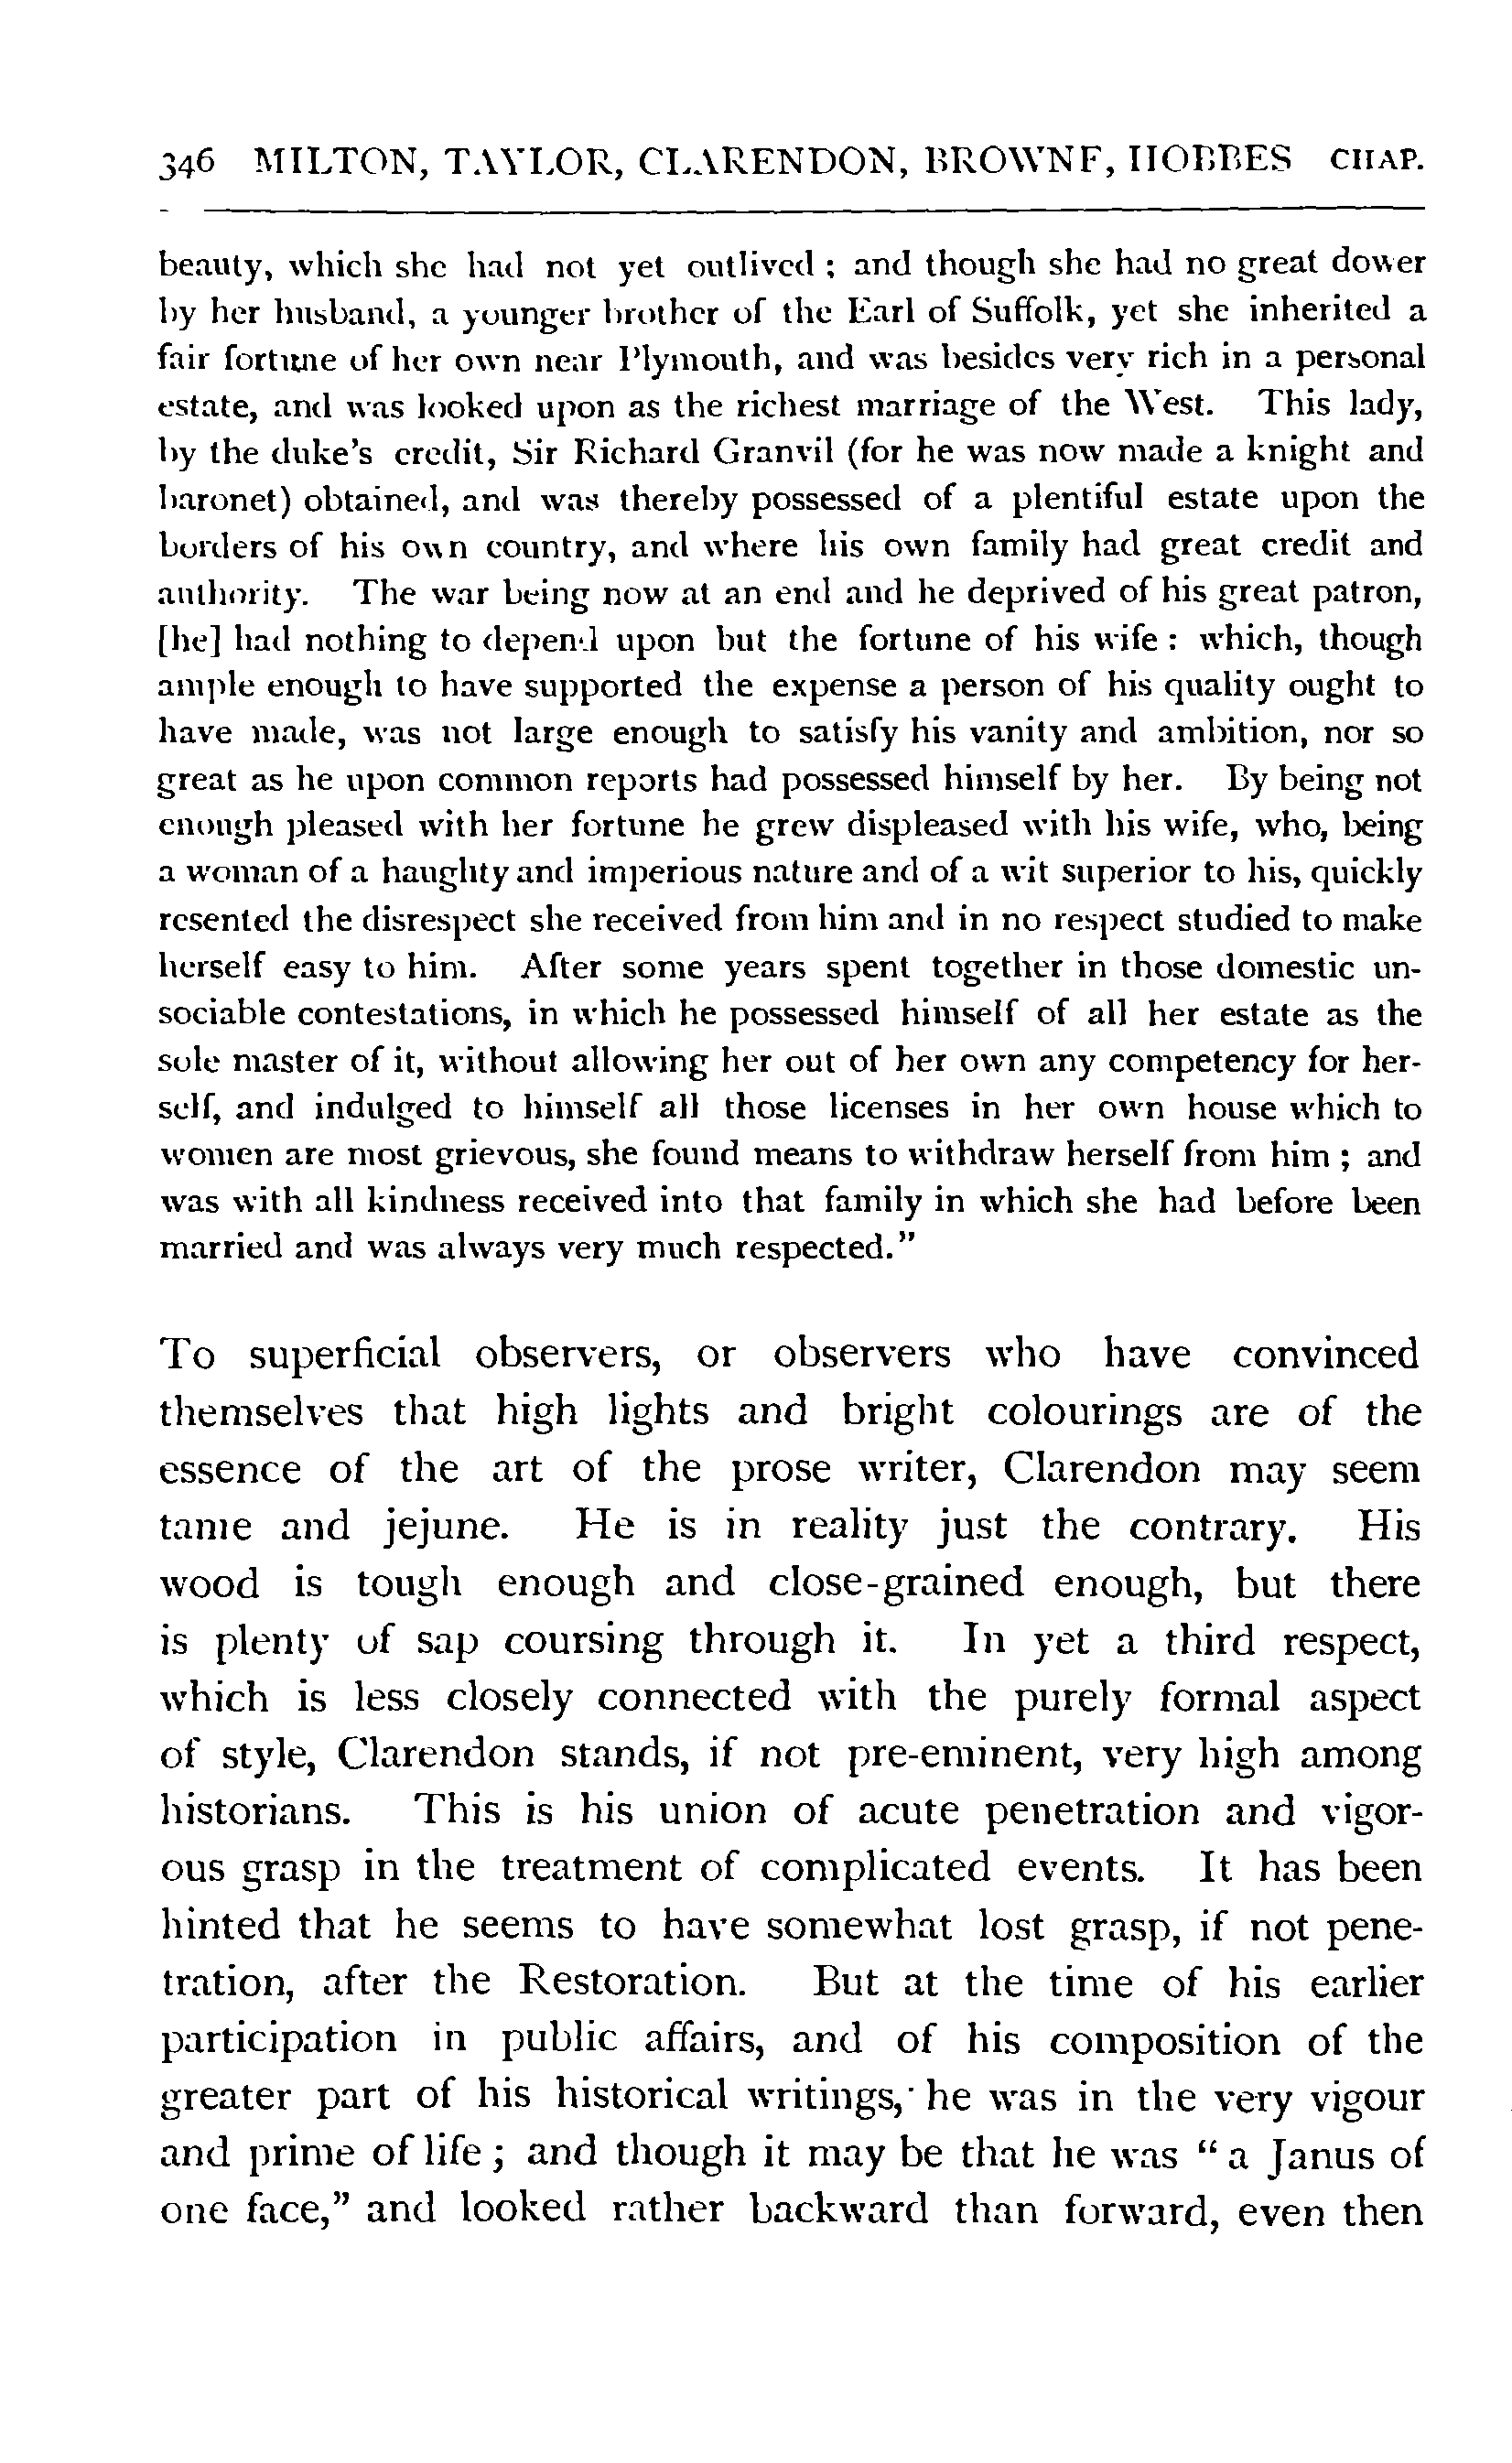 346 MILTON, TAYLOR, CLARENDON, BROWNE, HOBBES CHAP.
beauty, which she had not yet outlived ; and though she had no great dower
by her husband, a younger brother of the Earl of Suffolk, yet she inherited a
fair fortune of her own near Plymouth, and was besides very rich in a personal
estate, and was looked upon as the richest marriage of the West. This lady,
by the duke's credit, Sir Richard Granvil (for he was now made a knight and
baronet) obtained, and was thereby possessed of a plentiful estate upon the
borders of his own country, and where his own family had great credit and
authority. The war being now at an end and he deprived of his great patron,
[he] had nothing to depend upon but the fortune of his wife : which, though
ample enough to have supported the expense a person of his quality ought to
have made, was not large enough to satisfy his vanity and ambition, nor so
great as he upon common reports had possessed himself by her. By being not
enough pleased with her fortune he grew displeased with his wife, who, being
a woman of a haughty and imperious nature and of a wit superior to his, quickly
resented the disrespect she received from him and in no respect studied to make
herself easy to him. After some years spent together in those domestic un-
sociable contestations, in which he possessed himself of all her estate as the
sole master of it, without allowing her out of her own any competency for her-
self, and indulged to himself all those licenses in her own house which to
women are most grievous, she found means to withdraw herself from him ; and
was with all kindness received into that family in which she had before been
married and was always very much respected."
To superficial observers, or observers who have convinced
themselves that high lights and bright colourings are of the
essence of the art of the prose writer, Clarendon may seem
tame and jejune. He is in reality just the contrary. His
wood is tough enough and close-grained enough, but there
is plenty of sap coursing through it. In yet a third respect,
which is less closely connected with the purely formal aspect
of style, Clarendon stands, if not pre-eminent, very high among
historians. This is his union of acute penetration and vigor-
ous grasp in the treatment of complicated events. It has been
hinted that he seems to have somewhat lost grasp, if not pene-
tration, after the Restoration. But at the time of his earlier
participation in public affairs, and of his composition of the
greater part of his historical writings, he was in the very vigour
and prime of life ; and though it may be that he was " a Janus of
one face," and looked rather backward than forward, even then